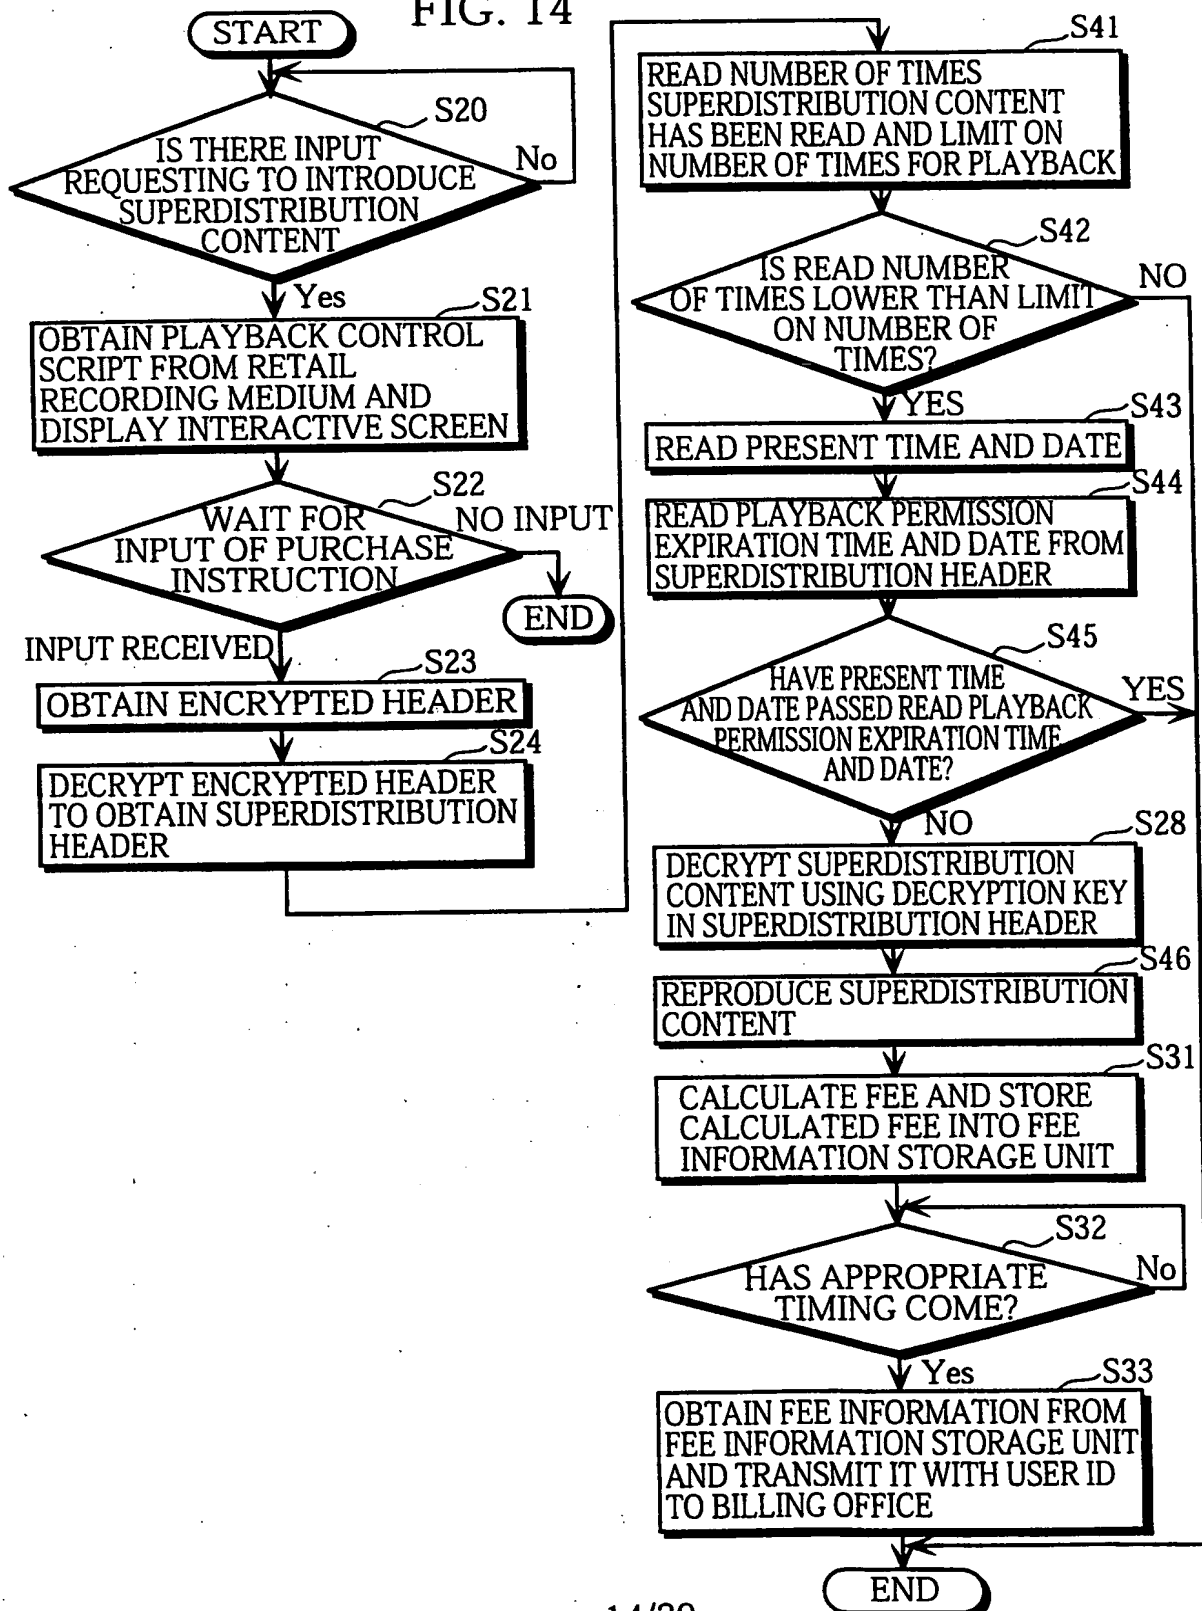 FIG. 14
START
S20
IS THERE INPUT
REQUESTING TO INTRODUCE
SUPERDISTRIBUTION
CONTENT
No
Yes
S21
OBTAIN PLAYBACK CONTROL
SCRIPT FROM RETAIL
RECORDING MEDIUM AND
DISPLAY INTERACTIVE SCREEN
S22
WAIT FOR
INPUT OF PURCHASE
INSTRUCTION
NO INPUT
END
INPUT RECEIVED
S23
OBTAIN ENCRYPTED HEADER
S24
DECRYPT ENCRYPTED HEADER
TO OBTAIN SUPERDISTRIBUTION
HEADER
S41
READ NUMBER OF TIMES
SUPERDISTRIBUTION CONTENT
HAS BEEN READ AND LIMIT ON
NUMBER OF TIMES FOR PLAYBACK
S42
IS READ NUMBER
OF TIMES LOWER THAN LIMIT
ON NUMBER OF
TIMES?
NO
YES
S43
READ PRESENT TIME AND DATE
S44
READ PLAYBACK PERMISSION
EXPIRATION TIME AND DATE FROM
SUPERDISTRIBUTION HEADER
S45
HAVE PRESENT TIME
AND DATE PASSED READ PLAYBACK
PERMISSION EXPIRATION TIME
AND DATE?
YES
NO
S28
DECRYPT SUPERDISTRIBUTION
CONTENT USING DECRYPTION KEY
IN SUPERDISTRIBUTION HEADER
S46
REPRODUCE SUPERDISTRIBUTION
CONTENT
S31
CALCULATE FEE AND STORE
CALCULATED FEE INTO FEE
INFORMATION STORAGE UNIT
S32
HAS APPROPRIATE
TIMING COME?
No
Yes
S33
OBTAIN FEE INFORMATION FROM
FEE INFORMATION STORAGE UNIT
AND TRANSMIT IT WITH USER ID
TO BILLING OFFICE
END